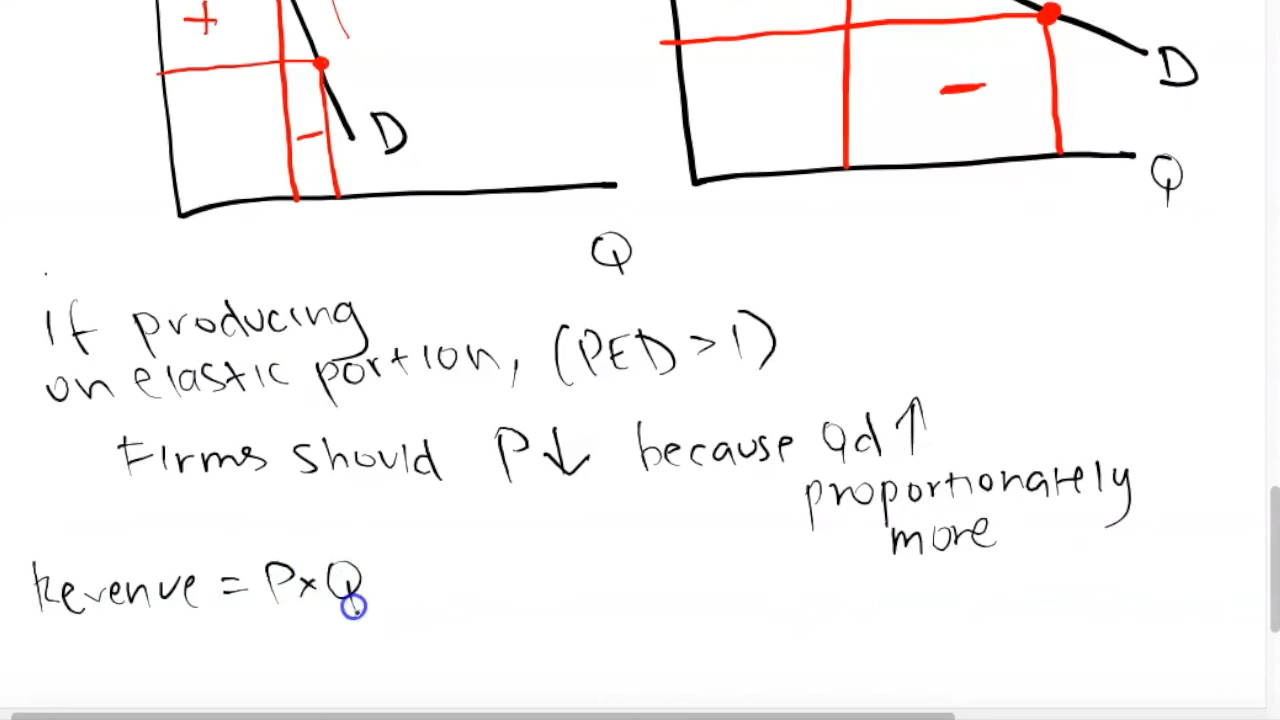 +
-
D
Q
-
D
Q
if producing
on elastic portion, (PED > 1)
Firms should P↓ because Qd ↑
proportionately
more
Revenue = P × Q